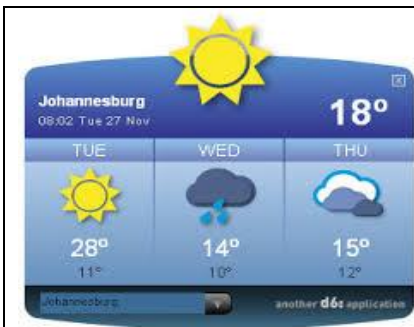 Johannesburg
08:02 Tue 27 Nov
18°
TUE WED THU
28° 14° 15°
11° 10° 12°
Johannesburg
another d6c application